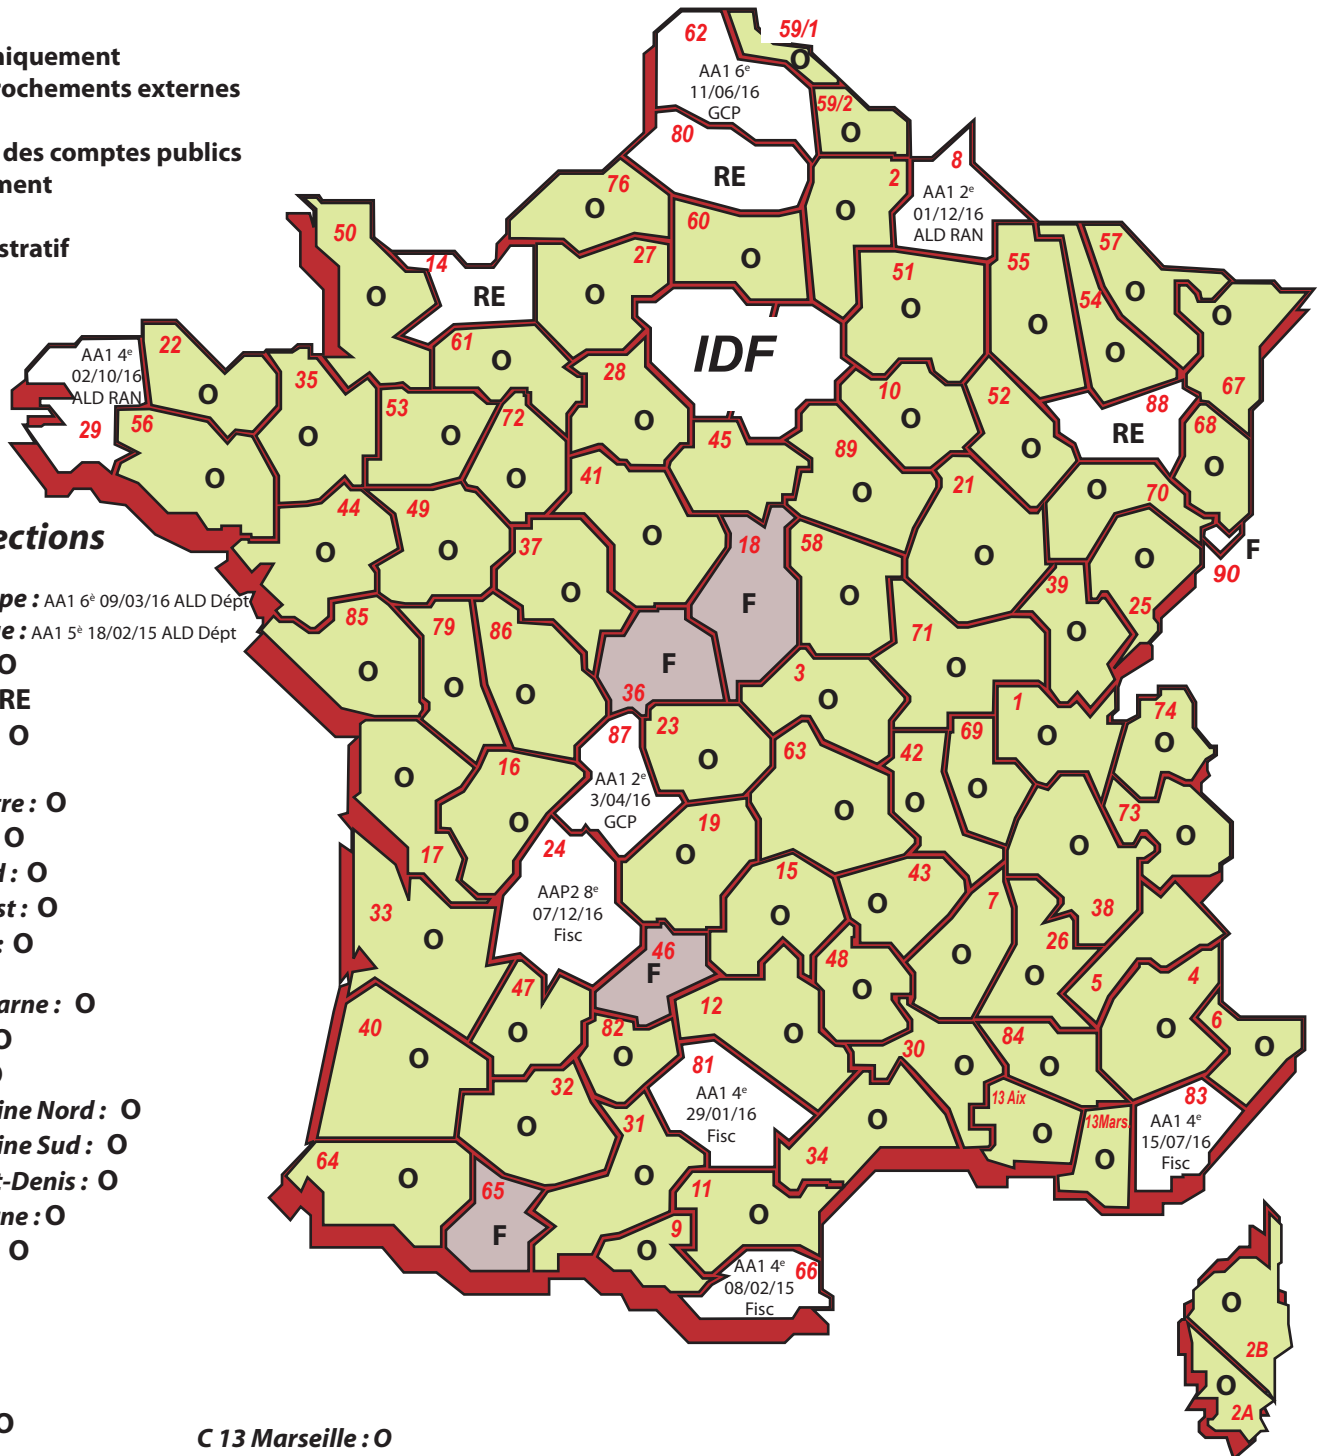 niquement
rochements externes
des comptes publics
ment
stratif
ections
pe : AA1 6è 09/03/16 ALD Dépt
e : AA1 5è 18/02/15 ALD Dépt
O
RE
O
rre : O
O
d : O
st : O
: O
arne : O
O
O
ine Nord : O
ine Sud : O
t-Denis : O
ne : O
O
O
C 13 Marseille : O
62
AA1 6e
11/06/16
GCP
59/1
O
59/2
O
80
RE
2
O
8
AA1 2e
01/12/16
ALD RAN
76
O
60
O
50
O
14
RE
27
O
51
O
55
O
54
O
57
O
67
O
IDF
61
O
28
O
10
O
52
O
88
RE
68
O
AA1 4e
02/10/16
ALD RAN
29
22
O
56
O
35
O
53
O
72
O
45
89
O
21
O
70
O
F
90
44
O
49
O
37
O
41
O
18
F
58
O
39
O
25
O
85
O
79
O
86
O
36
F
3
O
71
O
1
O
74
O
17
O
16
O
87
AA1 2e
3/04/16
GCP
23
O
63
O
42
O
69
O
73
O
24
AAP2 8e
07/12/16
Fisc
19
O
15
O
43
O
7
O
38
O
26
O
33
O
46
F
48
O
5
4
O
6
O
40
O
47
O
82
O
12
O
30
O
84
O
13 Aix
O
13Mars.
O
83
AA1 4e
15/07/16
Fisc
32
O
31
O
81
AA1 4e
29/01/16
Fisc
34
O
64
O
65
F
9
O
11
O
66
AA1 4e
08/02/15
Fisc
O
2B
O
2A